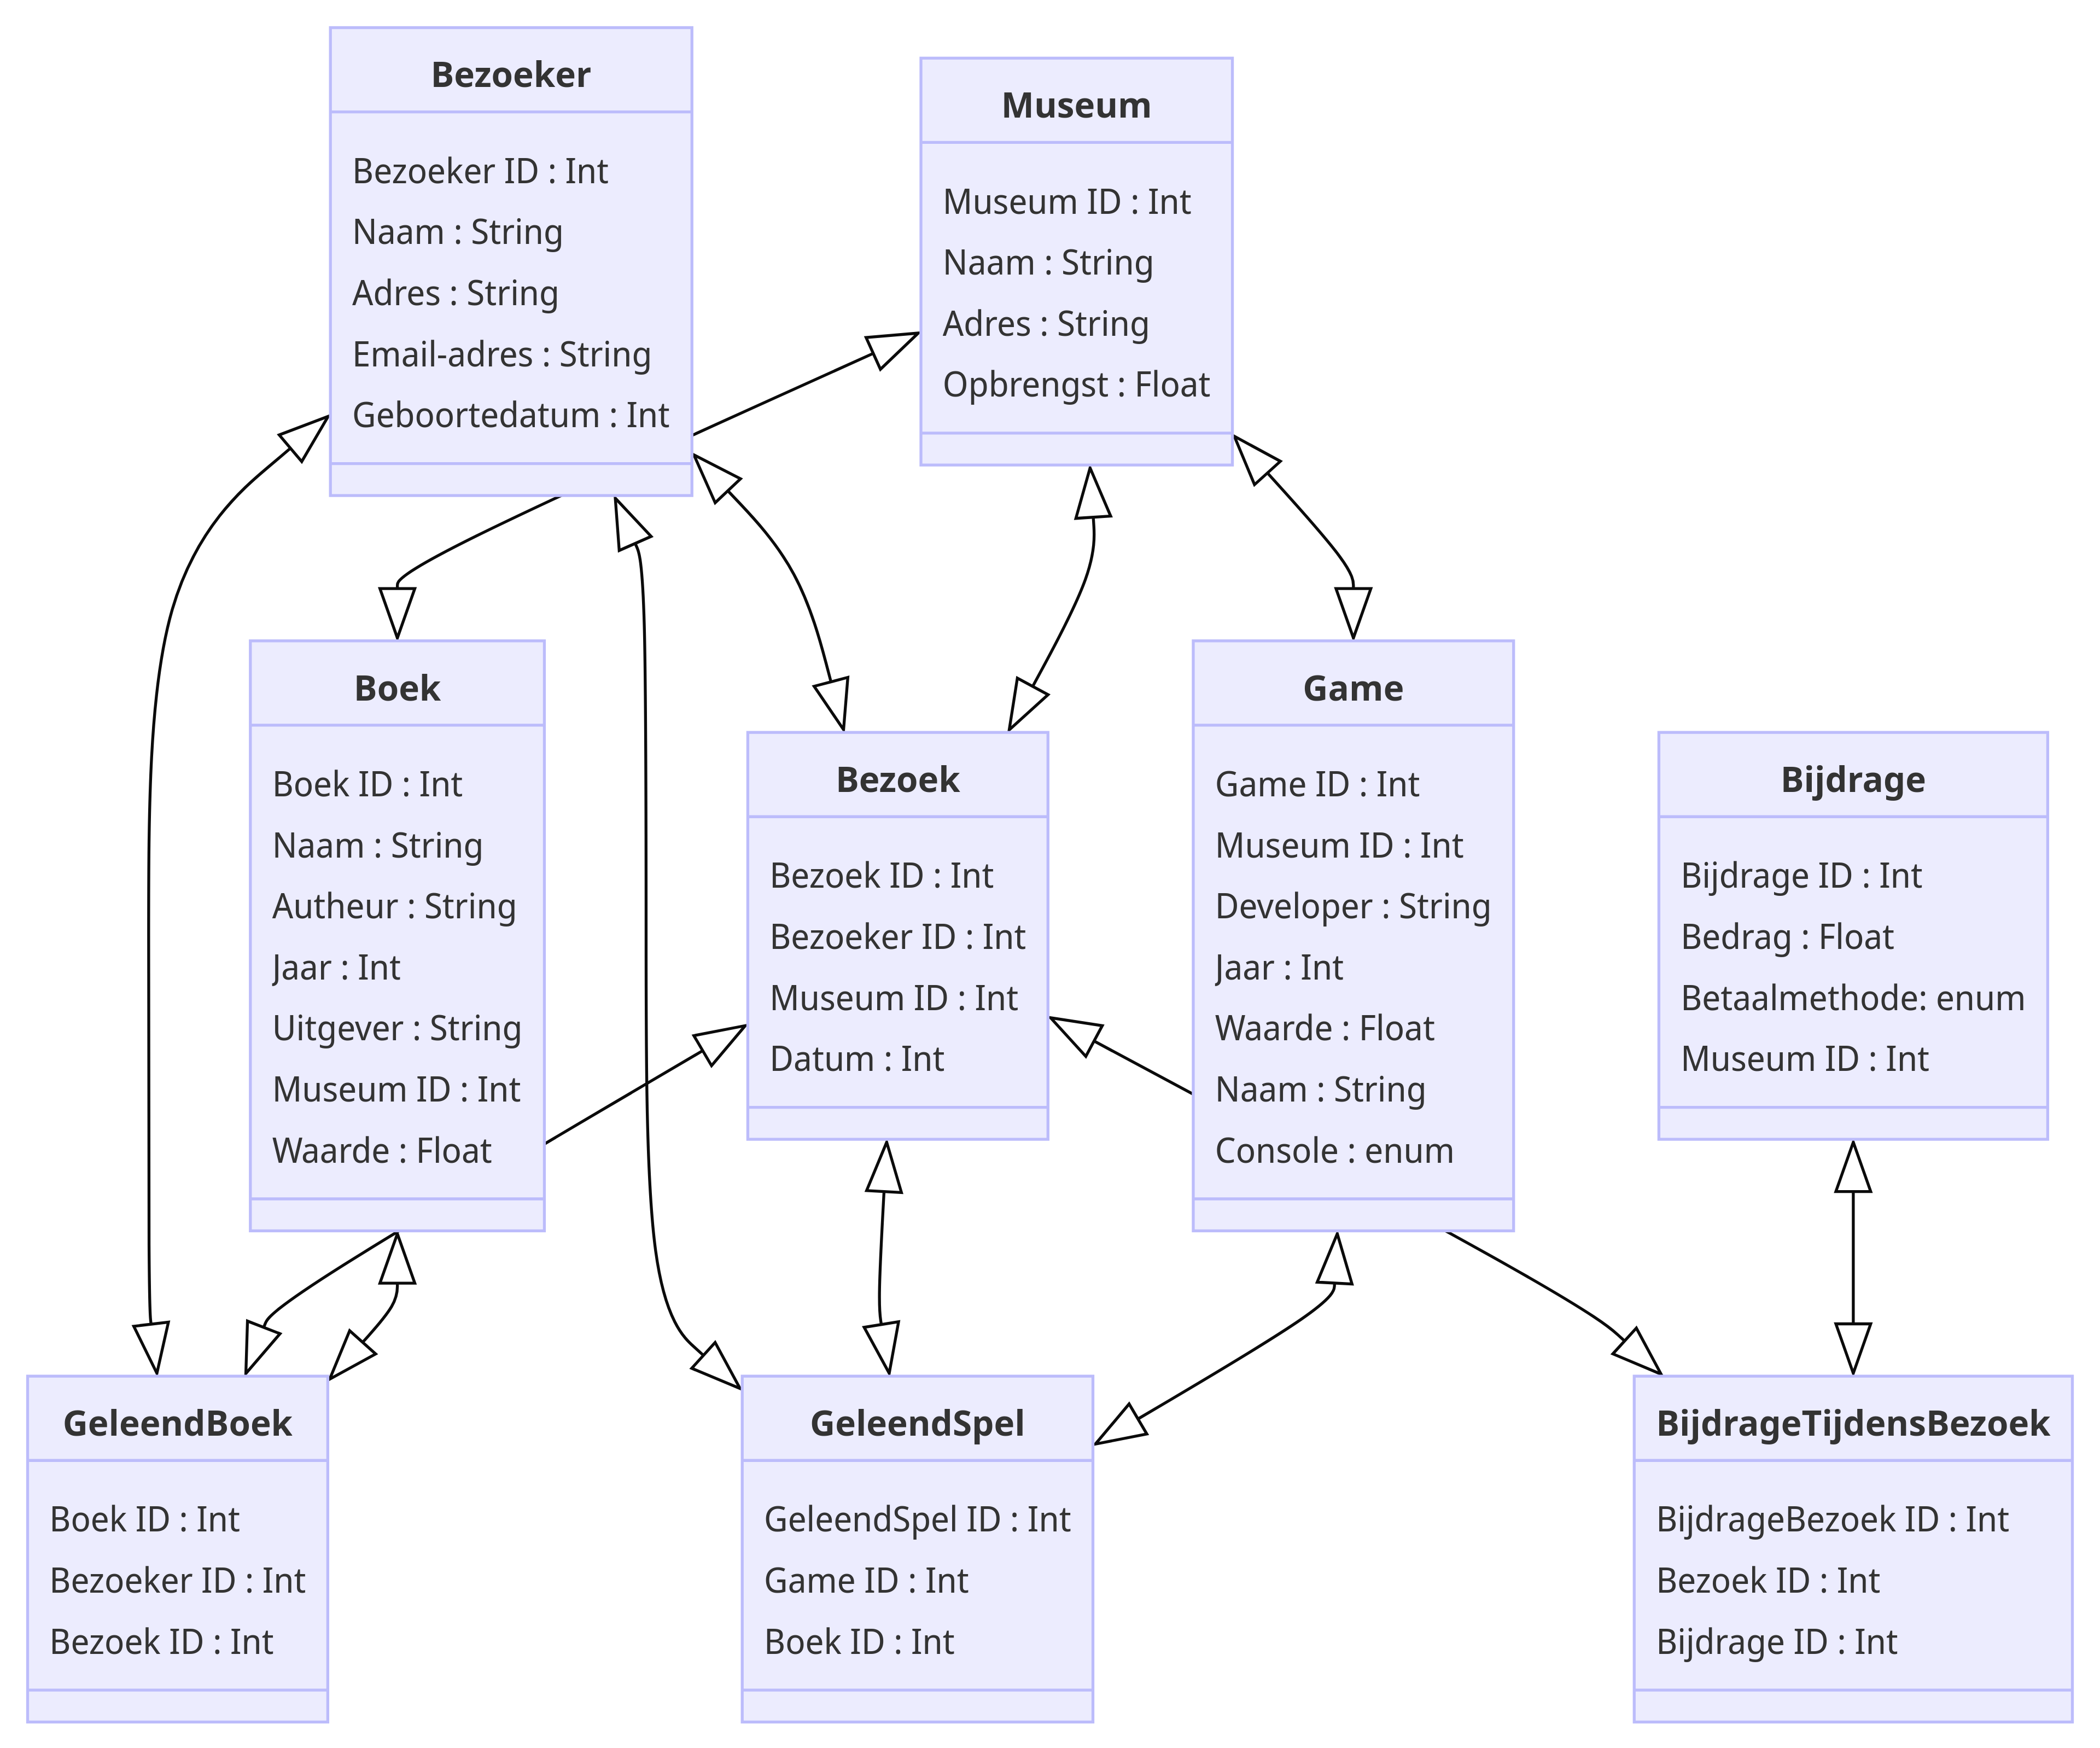 Bezoeker
Bezoeker ID : Int
Naam : String
Adres : String
Email-adres : String
Geboortedatum : Int
Museum
Museum ID : Int
Naam : String
Adres : String
Opbrengst : Float
Boek
Boek ID : Int
Naam : String
Autheur : String
Jaar : Int
Uitgever : String
Museum ID : Int
Waarde : Float
Bezoek
Bezoek ID : Int
Bezoeker ID : Int
Museum ID : Int
Datum : Int
Game
Game ID : Int
Museum ID : Int
Developer : String
Jaar : Int
Waarde : Float
Naam : String
Console : enum
Bijdrage
Bijdrage ID : Int
Bedrag : Float
Betaalmethode: enum
Museum ID : Int
GeleendBoek
Boek ID : Int
Bezoeker ID : Int
Bezoek ID : Int
GeleendSpel
GeleendSpel ID : Int
Game ID : Int
Boek ID : Int
BijdrageTijdensBezoek
BijdrageBezoek ID : Int
Bezoek ID : Int
Bijdrage ID : Int